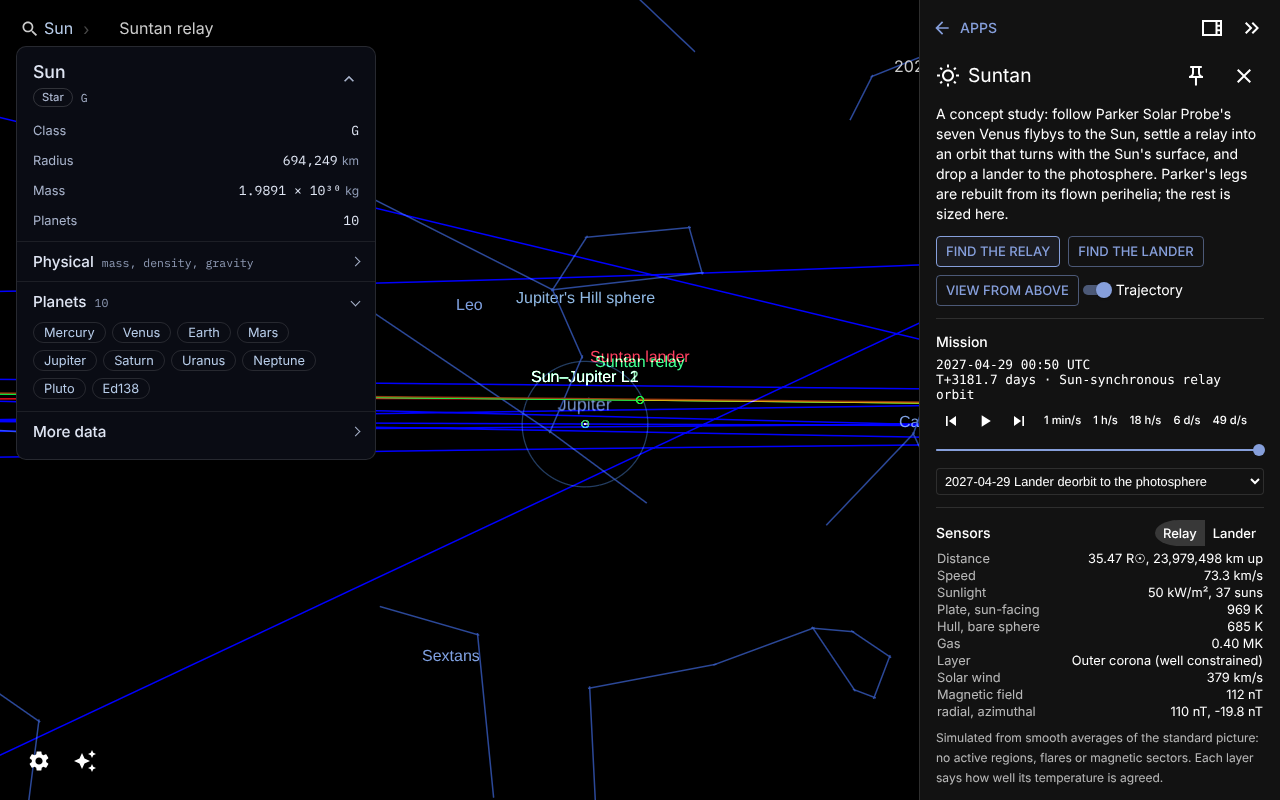 Sun › Suntan relay
Sun
Star G
Class G
Radius 694,249 km
Mass 1.9891 × 10³⁰ kg
Planets 10
Physical mass, density, gravity
Planets 10
Mercury Venus Earth Mars
Jupiter Saturn Uranus Neptune
Pluto Ed138
More data
202
Leo
Jupiter's Hill sphere
Suntan lander
Suntan relay
Sun–Jupiter
Jupiter
Ca
Sextans
APPS
Suntan
A concept study: follow Parker Solar Probe's
seven Venus flybys to the Sun, settle a relay into
an orbit that turns with the Sun's surface, and
drop a lander to the photosphere. Parker's legs
are rebuilt from its flown perihelia; the rest is
sized here.
FIND THE RELAY FIND THE LANDER
VIEW FROM ABOVE Trajectory
Mission
2027-04-29 00:50 UTC
T+3181.7 days · Sun-synchronous relay
orbit
1 min/s 1 h/s 18 h/s 6 d/s 49 d/s
2027-04-29 Lander deorbit to the photosphere
Sensors Relay Lander
Distance 35.47 R☉, 23,979,498 km up
Speed 73.3 km/s
Sunlight 50 kW/m², 37 suns
Plate, sun-facing 969 K
Hull, bare sphere 685 K
Gas 0.40 MK
Layer Outer corona (well constrained)
Solar wind 379 km/s
Magnetic field 112 nT
radial, azimuthal 110 nT, -19.8 nT
Simulated from smooth averages of the standard picture:
no active regions, flares or magnetic sectors. Each layer
says how well its temperature is agreed.